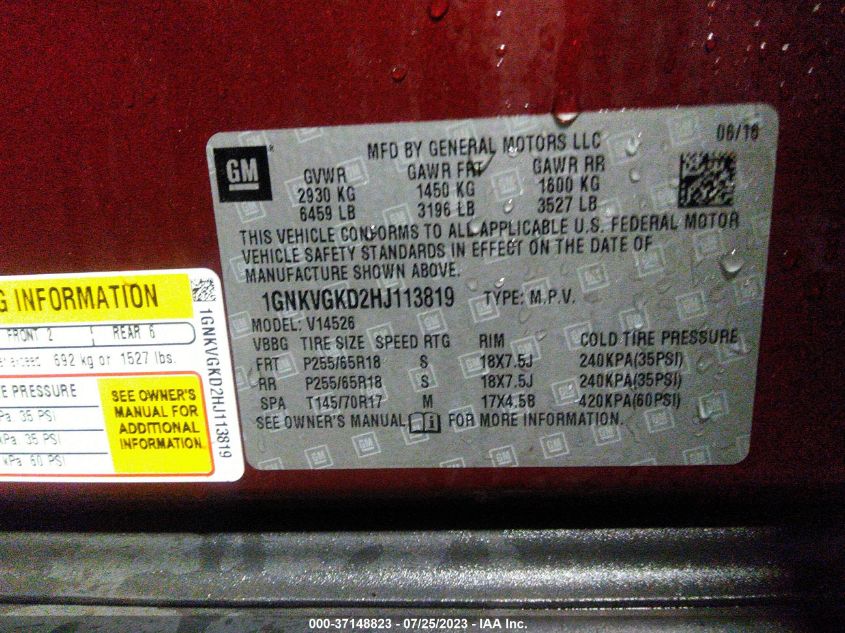 GM
MFD BY GENERAL MOTORS LLC 06/16
GVWR GAWR FRT GAWR RR
2930 KG 1450 KG 1600 KG
6459 LB 3196 LB 3527 LB
THIS VEHICLE CONFORMS TO ALL APPLICABLE U.S. FEDERAL MOTOR
VEHICLE SAFETY STANDARDS IN EFFECT ON THE DATE OF
MANUFACTURE SHOWN ABOVE.
1GNKVGKD2HJ113819 TYPE: M.P.V.
MODEL: V14526
VBBG TIRE SIZE SPEED RTG RIM COLD TIRE PRESSURE
FRT P255/65R18 S 18X7.5J 240KPA(35PSI)
RR P255/65R18 S 18X7.5J 240KPA(35PSI)
SPA T145/70R17 M 17X4.5B 420KPA(60PSI)
SEE OWNER'S MANUAL FOR MORE INFORMATION.
G INFORMATION
FRONT 2 REAR 6
exceed 692 kg or 1527 lbs.
E PRESSURE
Pa 35 PSI
kPa 35 PSI
kPa 60 PSI
SEE OWNER'S
MANUAL FOR
ADDITIONAL
INFORMATION.
1GNKVGKD2HJ113819
000-37148823 - 07/25/2023 - IAA Inc.